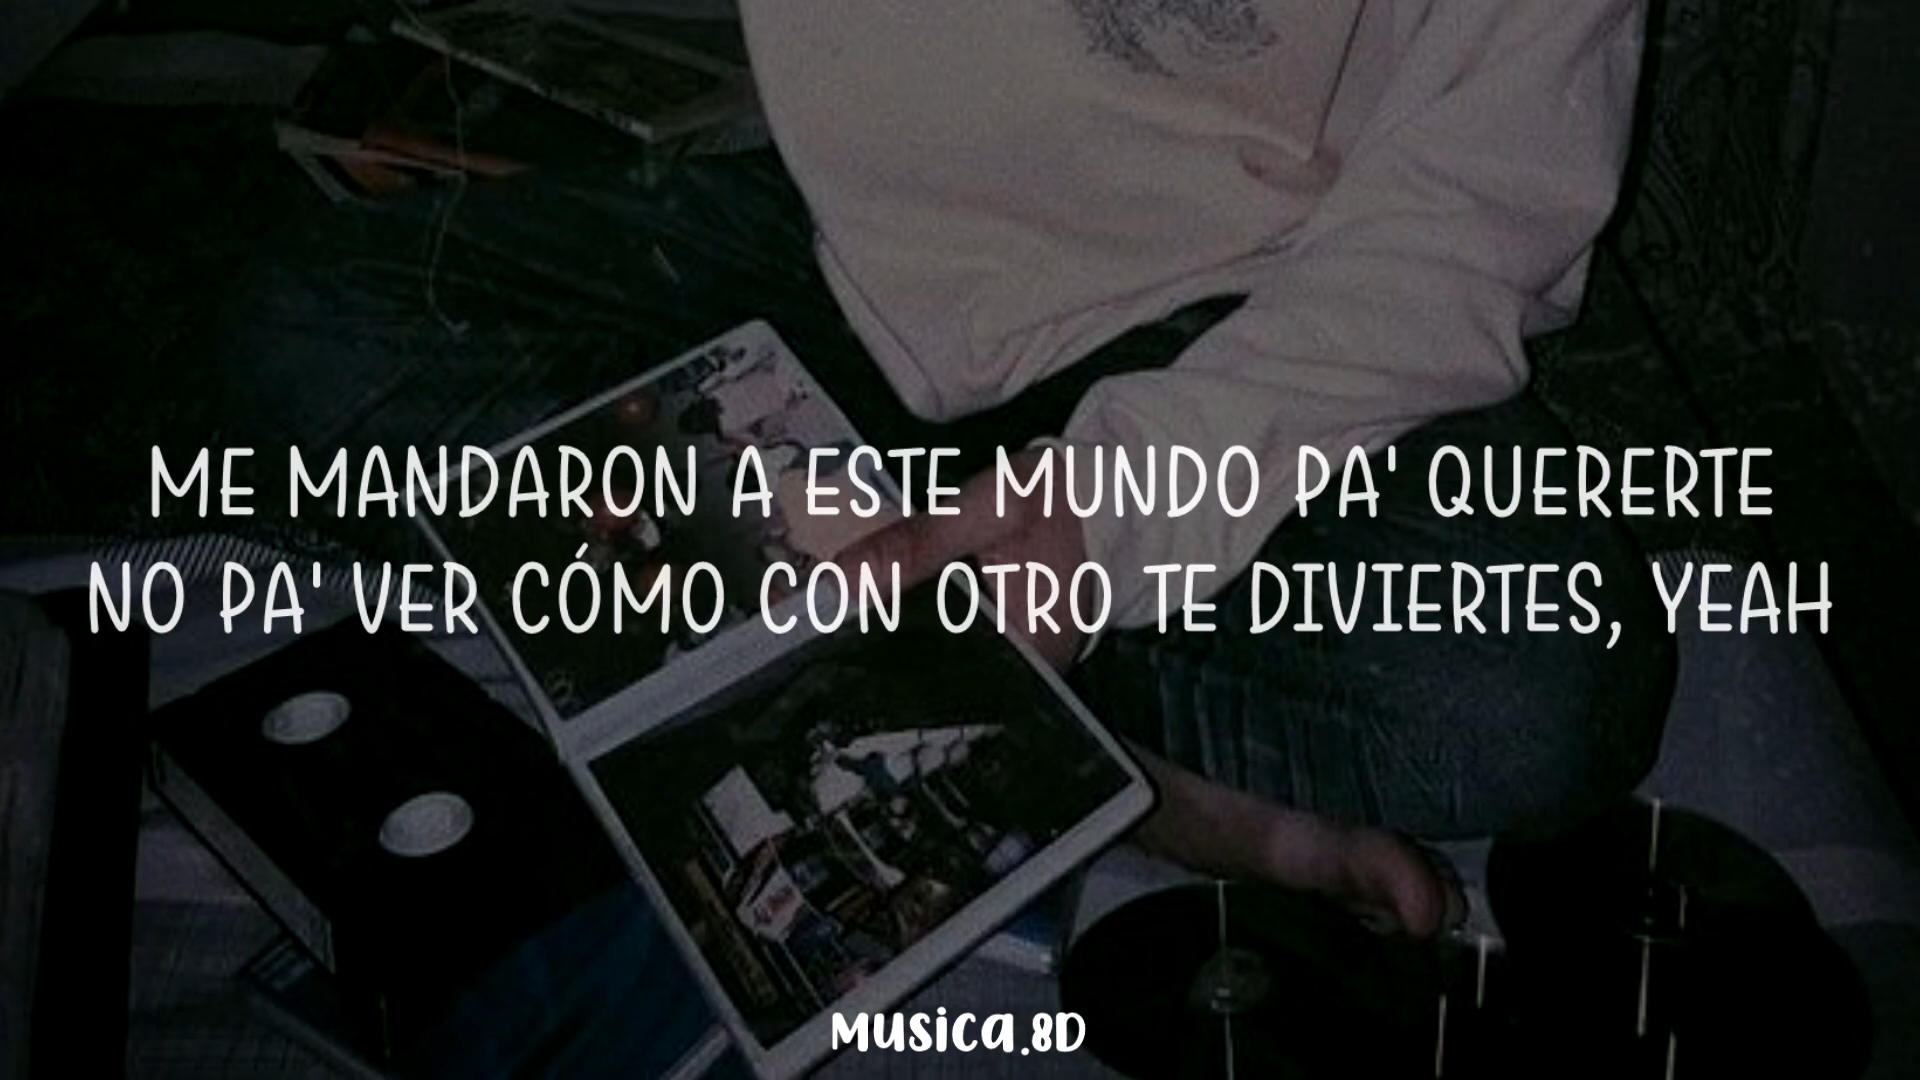 ME MANDARON A ESTE MUNDO PA' QUERERTE
NO PA' VER CÓMO CON OTRO TE DIVIERTES, YEAH
MUSICA.8D